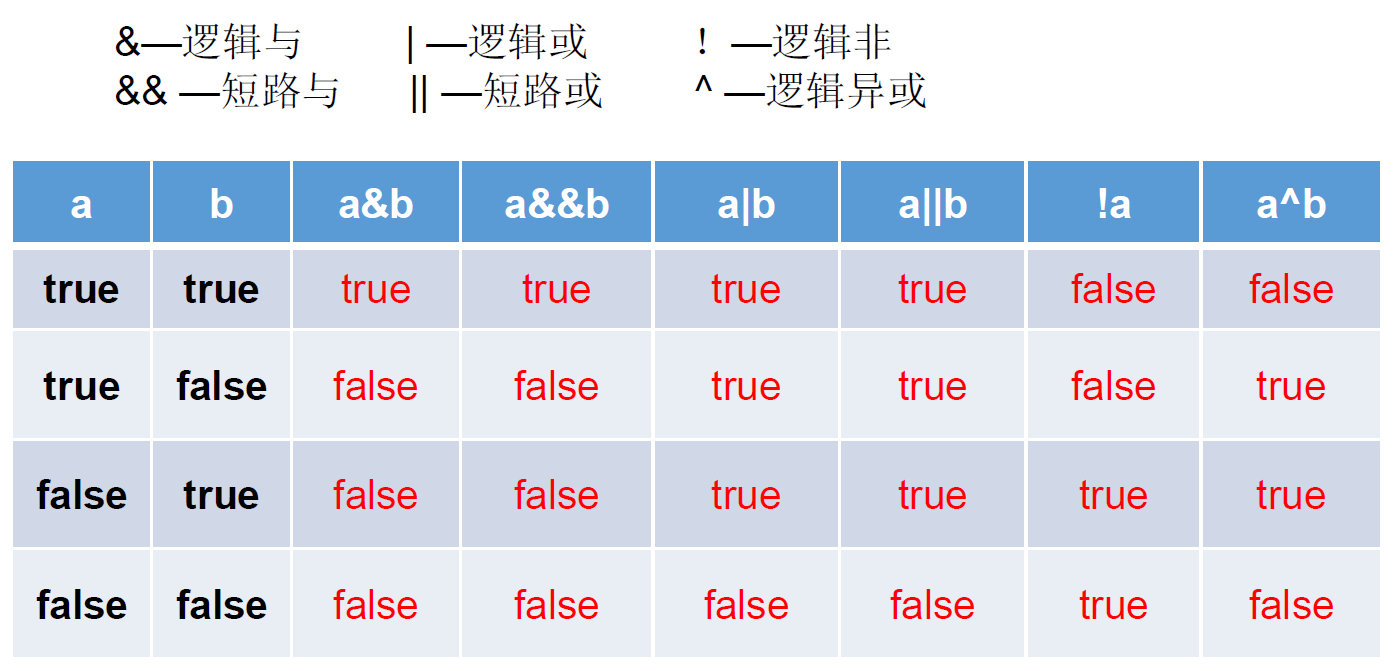 &—逻辑与 | —逻辑或 ！—逻辑非
&& —短路与 || —短路或 ^ —逻辑异或
a b a&b a&&b a|b a||b !a a^b
true true true true true true false false
true false false false true true false true
false true false false true true true true
false false false false false false true false